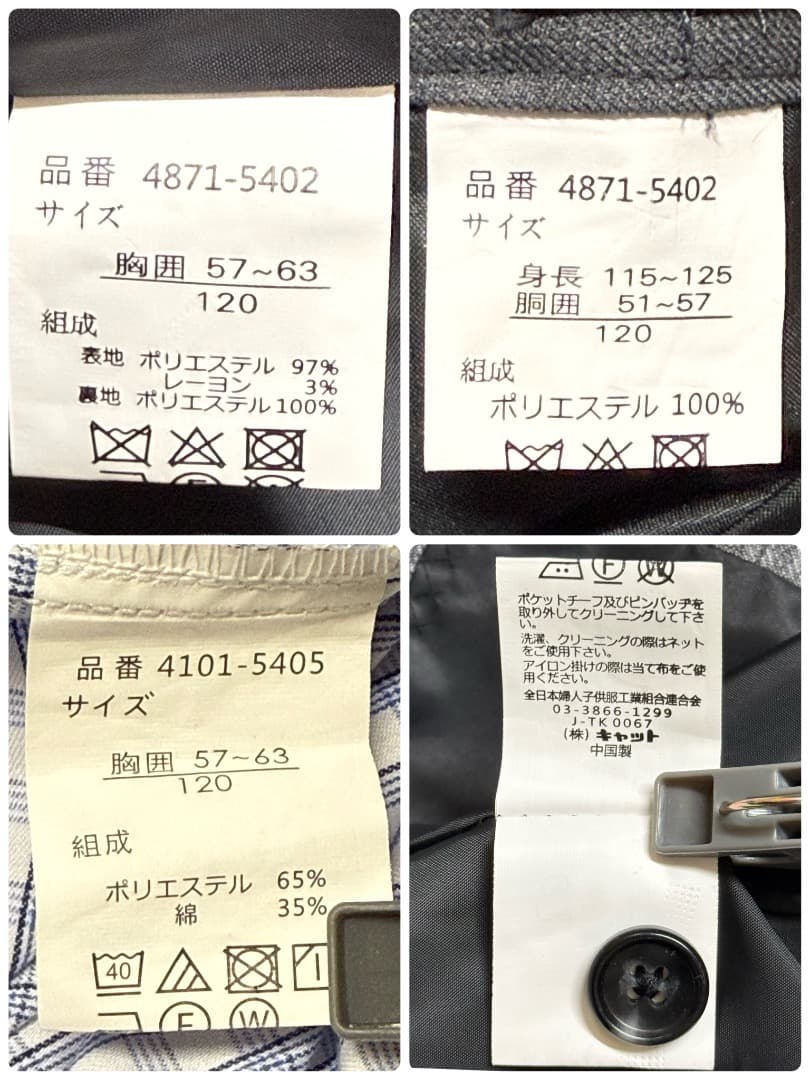 品番 4871-5402
サイズ
胸囲 57~63
120
組成
表地 ポリエステル 97%
レーヨン 3%
裏地 ポリエステル100%
品番 4871-5402
サイズ
身長 115~125
胴囲 51~57
120
組成
ポリエステル 100%
品番 4101-5405
サイズ
胸囲 57~63
120
組成
ポリエステル 65%
綿 35%
40
F
W
F
W
ポケットチーフ及びピンバッヂを
取り外してクリーニングして下さ
い。
洗濯、クリーニングの際はネット
をご使用下さい。
アイロン掛けの際は当て布をご使
用ください。
全日本婦人子供服工業組合連合会
03-3866-1299
J-TK0067
(株) キャット
中国製